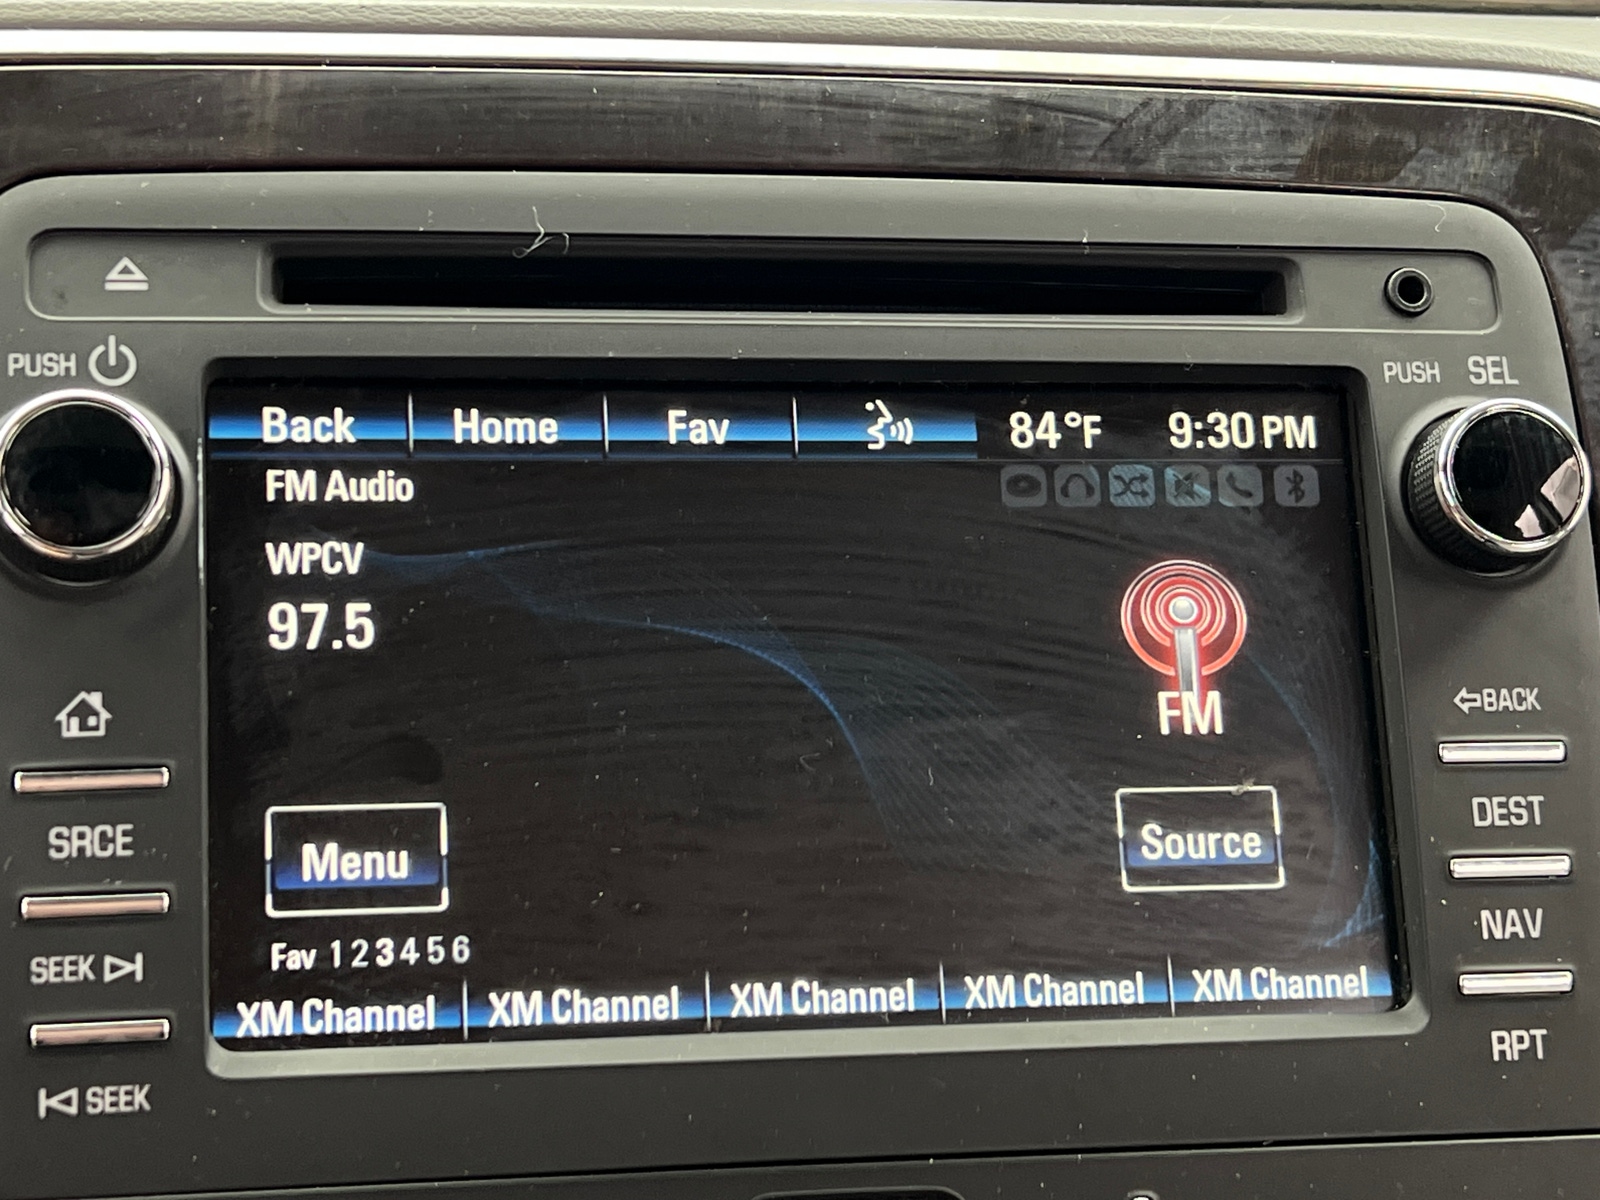 PUSH
PUSH SEL
Back Home Fav 84°F 9:30 PM
FM Audio
WPCV
97.5
FM
BACK
SRCE
Menu
Source
DEST
NAV
SEEK
Fav 1 2 3 4 5 6
XM Channel XM Channel XM Channel XM Channel XM Channel
RPT
SEEK